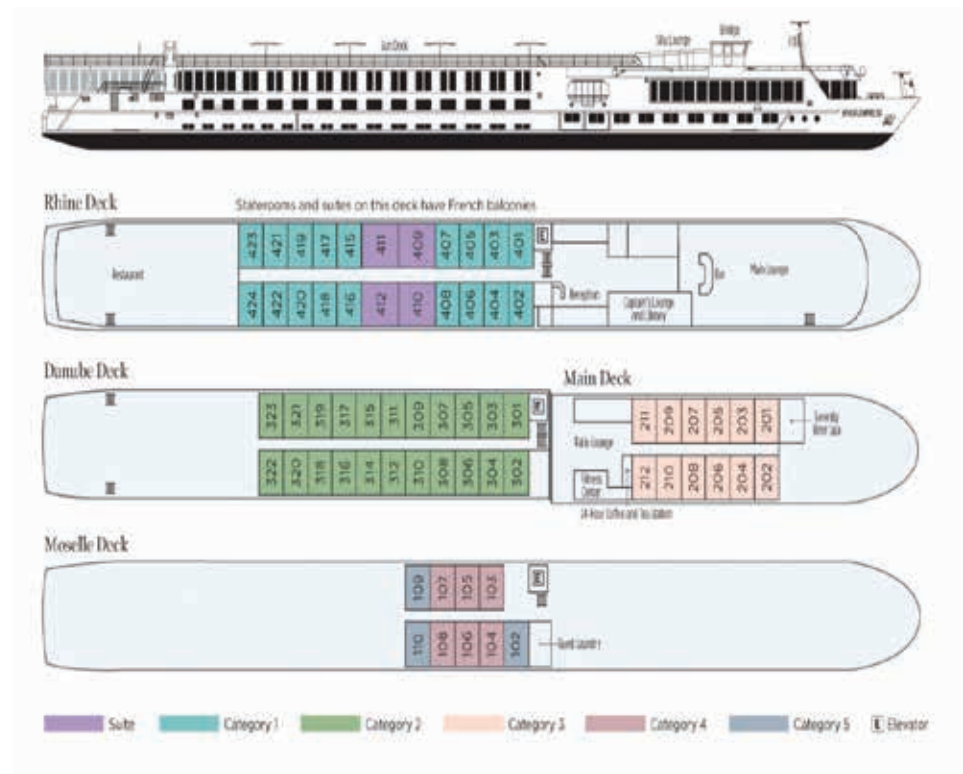 Sun Deck
Sky Lounge
Bridge
Rhine Deck
Staterooms and suites on this deck have French balconies
423 421 419 417 415 411 409 407 405 403 401
E
Restaurant
Reception
Bar
Main Lounge
424 422 420 418 416 412 410 408 406 404 402
Captain's Lounge
and Library
Danube Deck
323 321 319 317 315 311 309 307 305 303 301
E
322 320 318 316 314 312 310 308 306 304 302
Main Deck
211 209 207 205 203 201
Serenity
River Spa
Lounge
212 210 208 206 204 202
Fitness
Center
24-Hour Coffee and Tea Station
Moselle Deck
109 107 105 103
E
110 108 106 104 102
Guest Laundry
Suite
Category 1
Category 2
Category 3
Category 4
Category 5
E Elevator